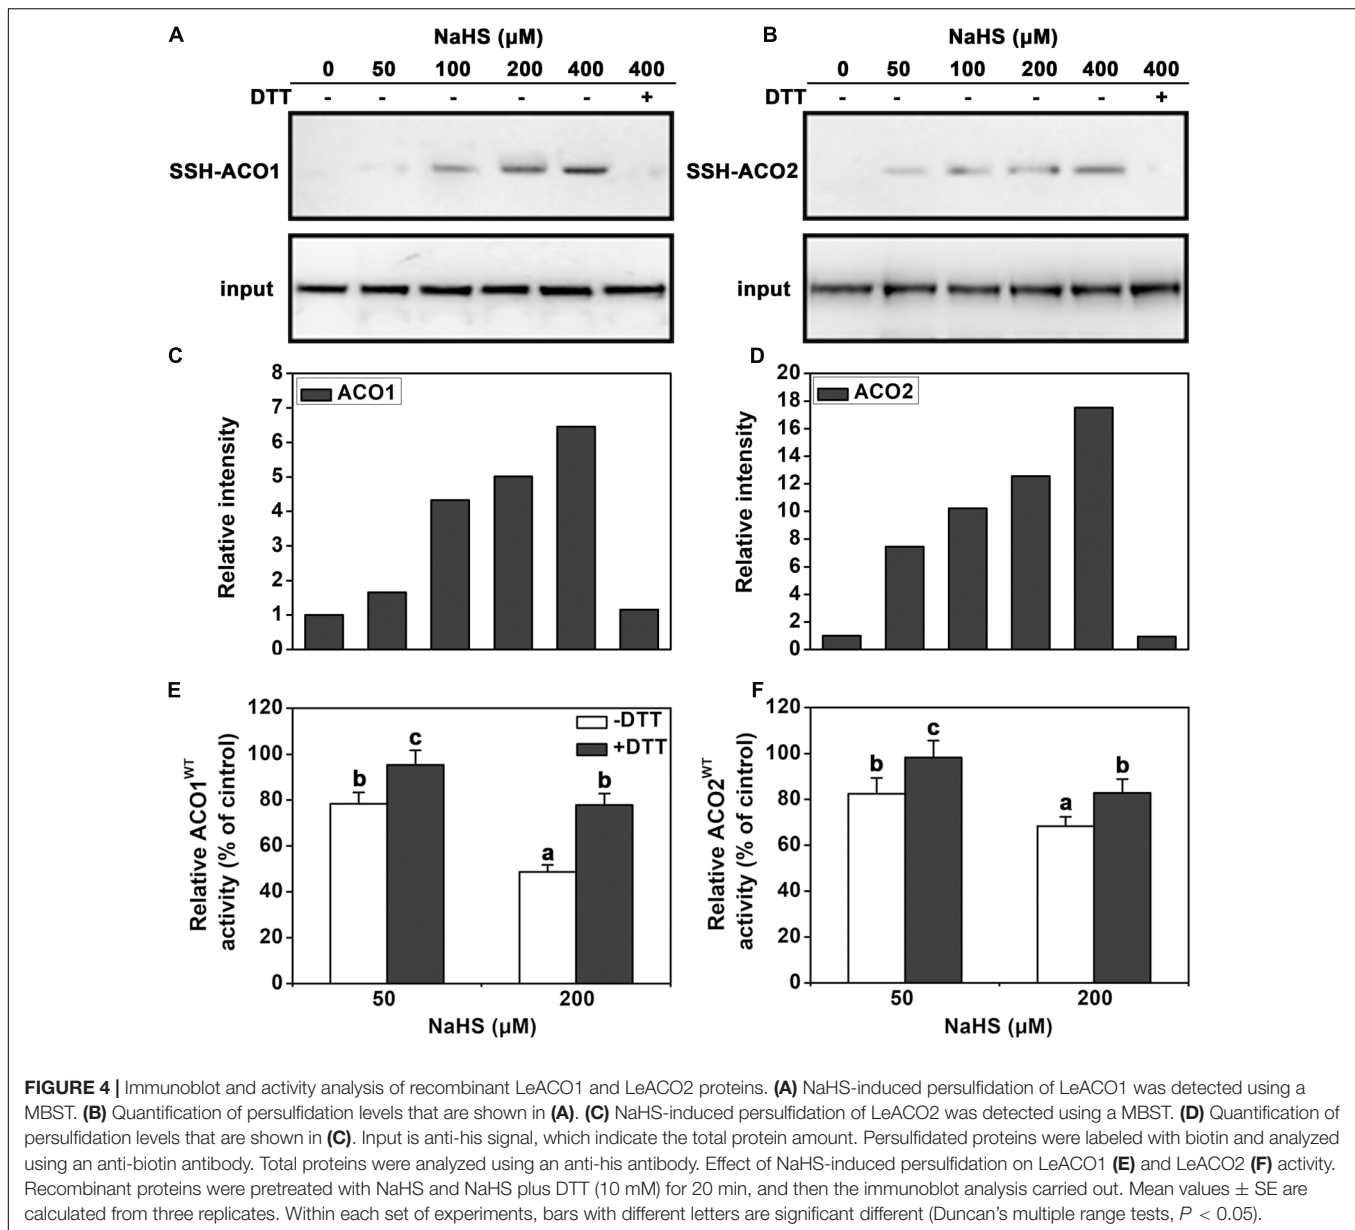 A
NaHS (µM)
0 50 100 200 400 400
DTT - - - - - +
SSH-ACO1
input
B
NaHS (µM)
0 50 100 200 400 400
DTT - - - - - +
SSH-ACO2
input
C
8
7
6
5
4
3
2
1
0
Relative intensity
ACO1
D
20
18
16
14
12
10
8
6
4
2
0
Relative intensity
ACO2
E
120
100
80
60
40
20
0
Relative ACO1WT
activity (% of cintrol)
-DTT
+DTT
b c a b
50 200
NaHS (µM)
F
120
100
80
60
40
20
0
Relative ACO2WT
activity (% of cintrol)
b c a b
50 200
NaHS (µM)
FIGURE 4 | Immunoblot and activity analysis of recombinant LeACO1 and LeACO2 proteins. (A) NaHS-induced persulfidation of LeACO1 was detected using a
MBST. (B) Quantification of persulfidation levels that are shown in (A). (C) NaHS-induced persulfidation of LeACO2 was detected using a MBST. (D) Quantification of
persulfidation levels that are shown in (C). Input is anti-his signal, which indicate the total protein amount. Persulfidated proteins were labeled with biotin and analyzed
using an anti-biotin antibody. Total proteins were analyzed using an anti-his antibody. Effect of NaHS-induced persulfidation on LeACO1 (E) and LeACO2 (F) activity.
Recombinant proteins were pretreated with NaHS and NaHS plus DTT (10 mM) for 20 min, and then the immunoblot analysis carried out. Mean values ± SE are
calculated from three replicates. Within each set of experiments, bars with different letters are significant different (Duncan's multiple range tests, P < 0.05).